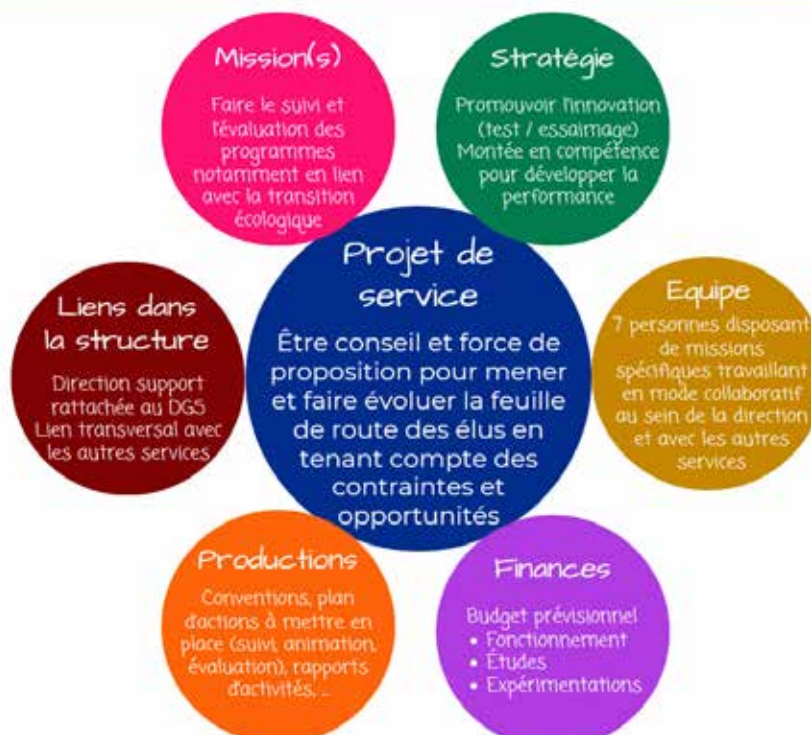 Mission(s)
Faire le suivi et
l'évaluation des
programmes
notamment en lien
avec la transition
écologique
Stratégie
Promouvoir l'innovation
(test / essaimage)
Montée en compétence
pour développer la
performance
Projet de
service
Être conseil et force de
proposition pour mener
et faire évoluer la feuille
de route des élus en
tenant compte des
contraintes et
opportunités
Liens dans
la structure
Direction support
rattachée au DGS
Lien transversal avec
les autres services
Equipe
7 personnes disposant
de missions
spécifiques travaillant
en mode collaboratif
au sein de la direction
et avec les autres
services
Productions
Conventions, plan
d'actions à mettre en
place (suivi, animation,
évaluation), rapports
d'activités, ...
Finances
Budget prévisionnel
• Fonctionnement
• Études
• Expérimentations